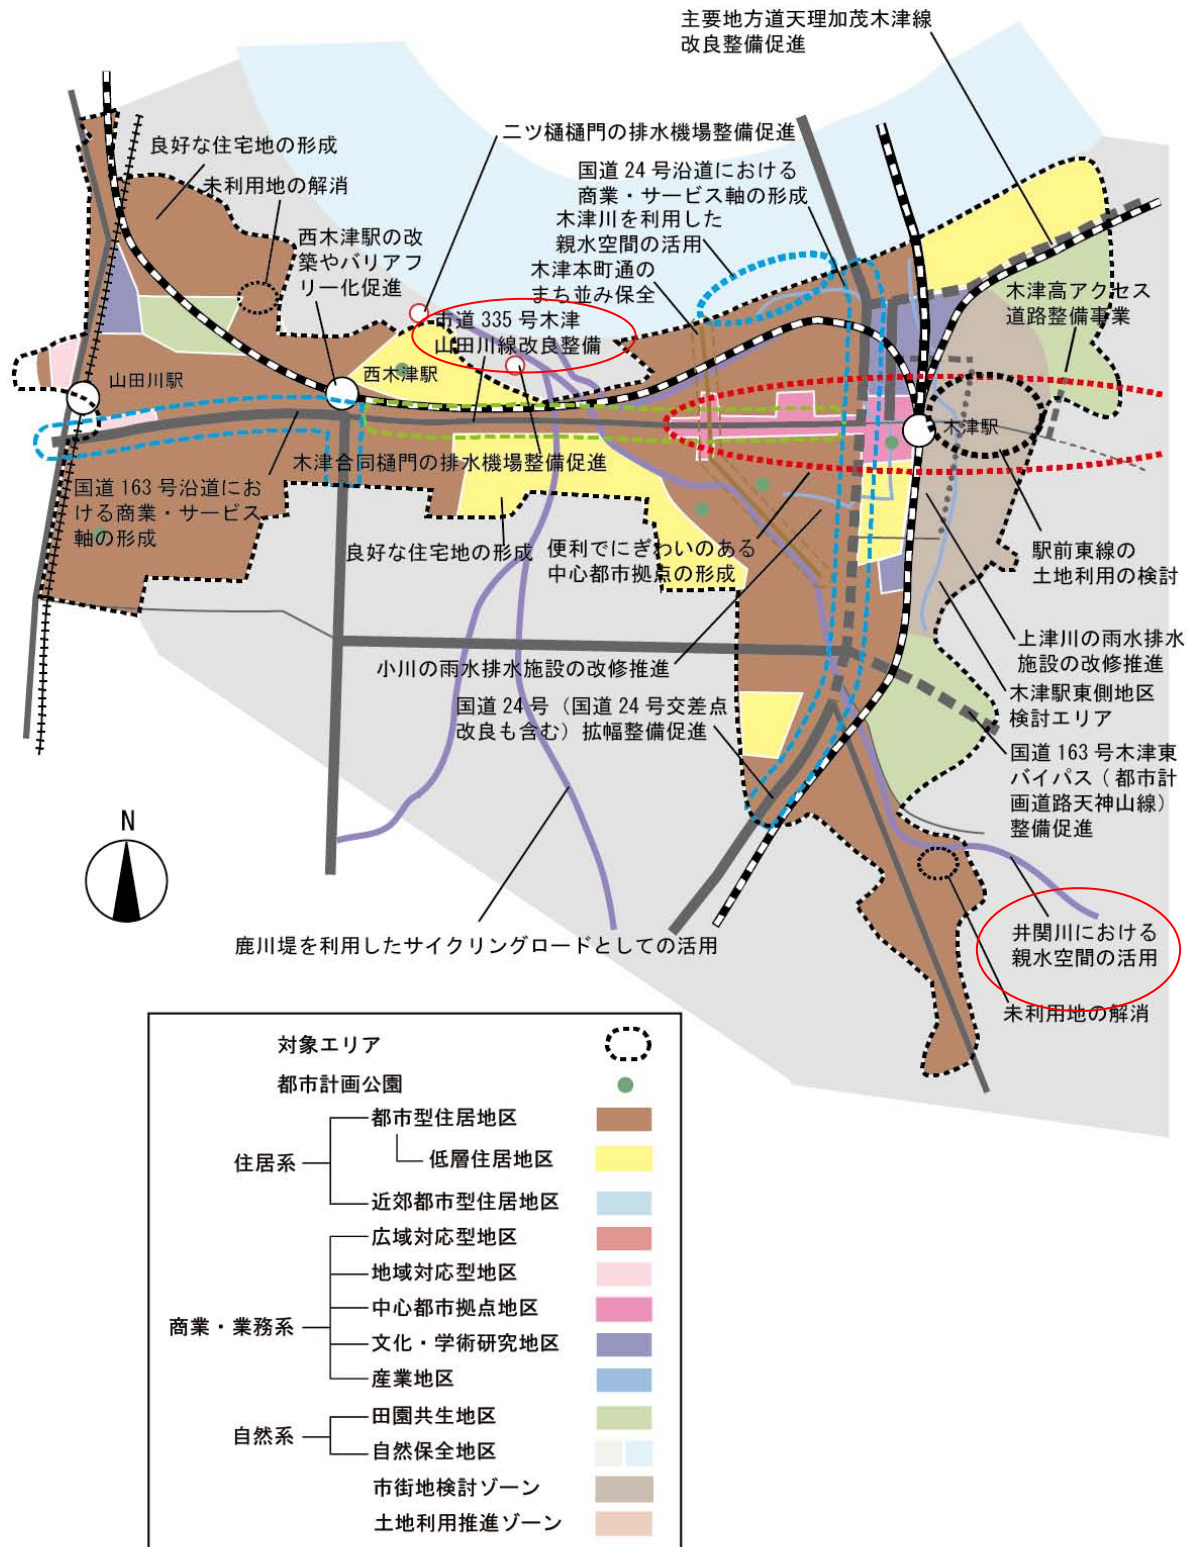 主要地方道天理加茂木津線
改良整備促進
二ツ樋樋門の排水機場整備促進
良好な住宅地の形成
未利用地の解消
国道 24 号沿道における
商業・サービス軸の形成
木津川を利用した
親水空間の活用
西木津駅の改
築やバリアフ
リー化促進
木津本町通の
まち並み保全
木津高アクセス
道路整備事業
市道 335 号木津
山田川線改良整備
山田川駅
西木津駅
木津駅
木津合同樋門の排水機場整備促進
国道 163 号沿道にお
ける商業・サービス
軸の形成
良好な住宅地の形成
便利でにぎわいのある
中心都市拠点の形成
駅前東線の
土地利用の検討
小川の雨水排水施設の改修推進
上津川の雨水排水
施設の改修推進
国道 24 号（国道 24 号交差点
改良も含む）拡幅整備促進
木津駅東側地区
検討エリア
国道 163 号木津東
バイパス（都市計
画道路天神山線）
整備促進
N
鹿川堤を利用したサイクリングロードとしての活用
井関川における
親水空間の活用
未利用地の解消
対象エリア
都市計画公園
住居系
都市型住居地区
低層住居地区
近郊都市型住居地区
商業・業務系
広域対応型地区
地域対応型地区
中心都市拠点地区
文化・学術研究地区
産業地区
自然系
田園共生地区
自然保全地区
市街地検討ゾーン
土地利用推進ゾーン